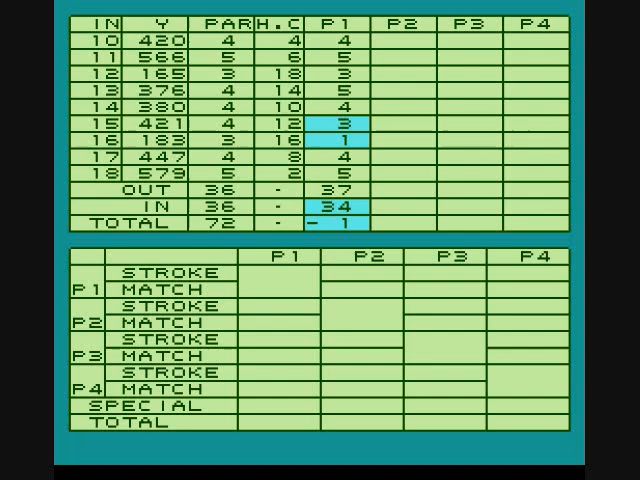 IN Y PAR H.C P1 P2 P3 P4
10 420 4 4 4
11 566 5 6 5
12 165 3 18 3
13 376 4 14 5
14 380 4 10 4
15 421 4 12 3
16 183 3 16 1
17 447 4 8 4
18 579 5 2 5
OUT 36 - 37
IN 36 - 34
TOTAL 72 - - 1
P1 P2 P3 P4
STROKE
P1 MATCH
STROKE
P2 MATCH
STROKE
P3 MATCH
STROKE
P4 MATCH
SPECIAL
TOTAL